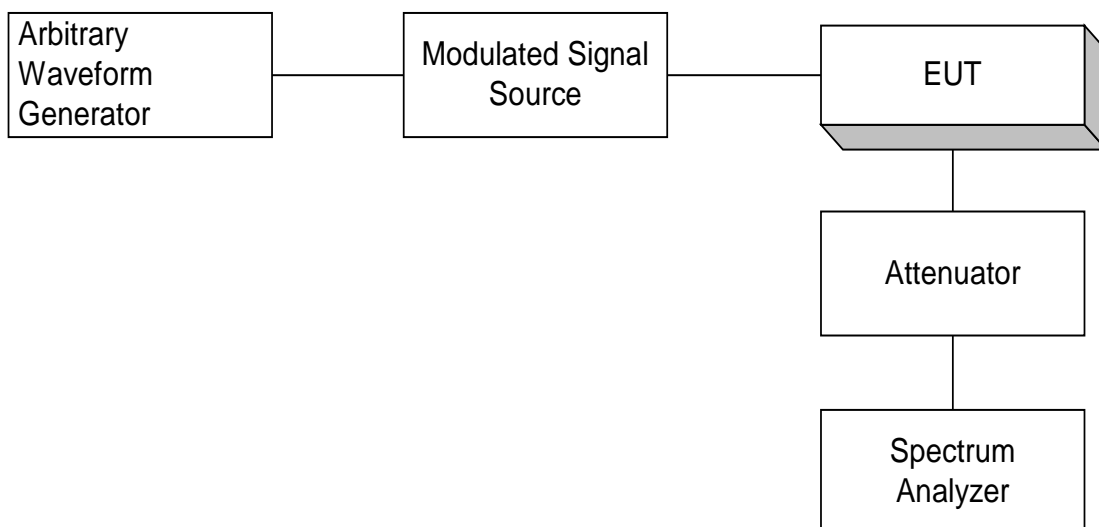 Arbitrary
Waveform
Generator
Modulated Signal
Source
EUT
Attenuator
Spectrum
Analyzer